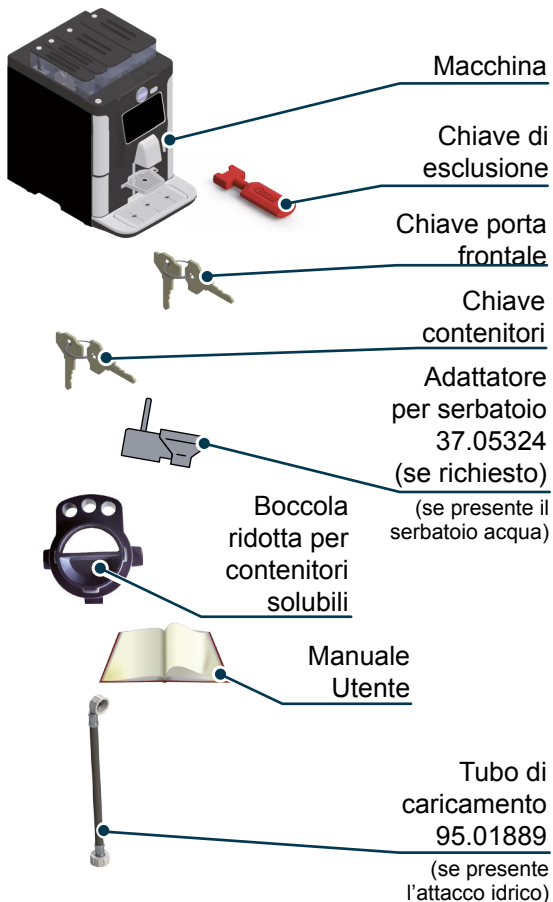 Macchina
Chiave di
esclusione
Chiave porta
frontale
Chiave
contenitori
Adattatore
per serbatoio
37.05324
(se richiesto)
(se presente il
serbatoio acqua)
Boccola
ridotta per
contenitori
solubili
Manuale
Utente
Tubo di
caricamento
95.01889
(se presente
l'attacco idrico)